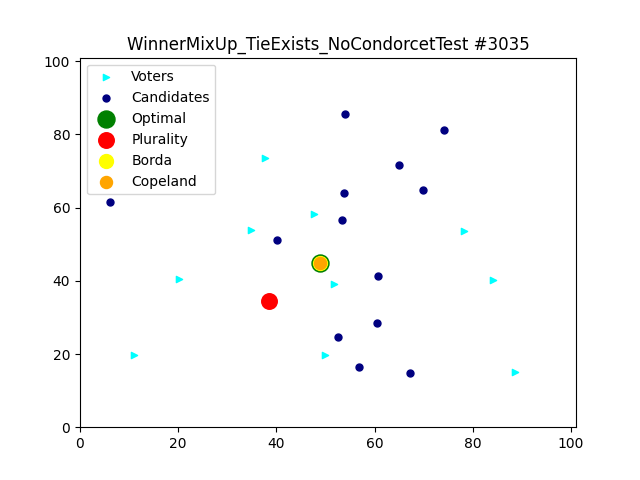 WinnerMixUp_TieExists_NoCondorcetTest #3035
100
80
60
40
20
0
Voters
Candidates
Optimal
Plurality
Borda
Copeland
0 20 40 60 80 100